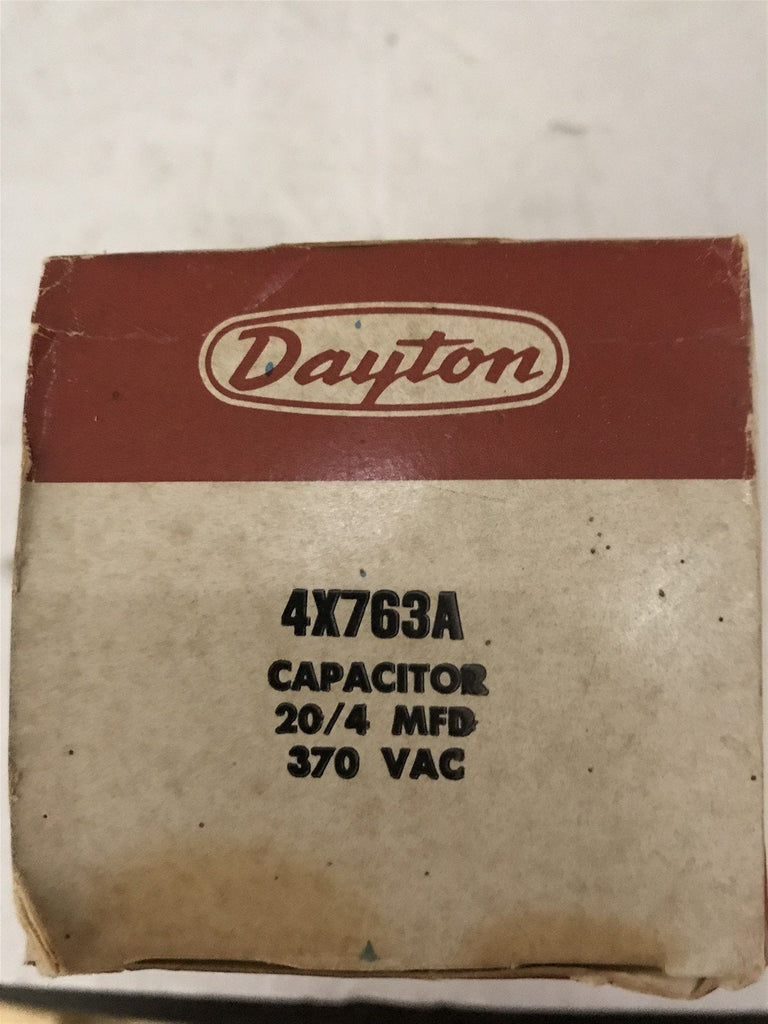 Dayton
4X763A
CAPACITOR
20/4 MFD
370 VAC